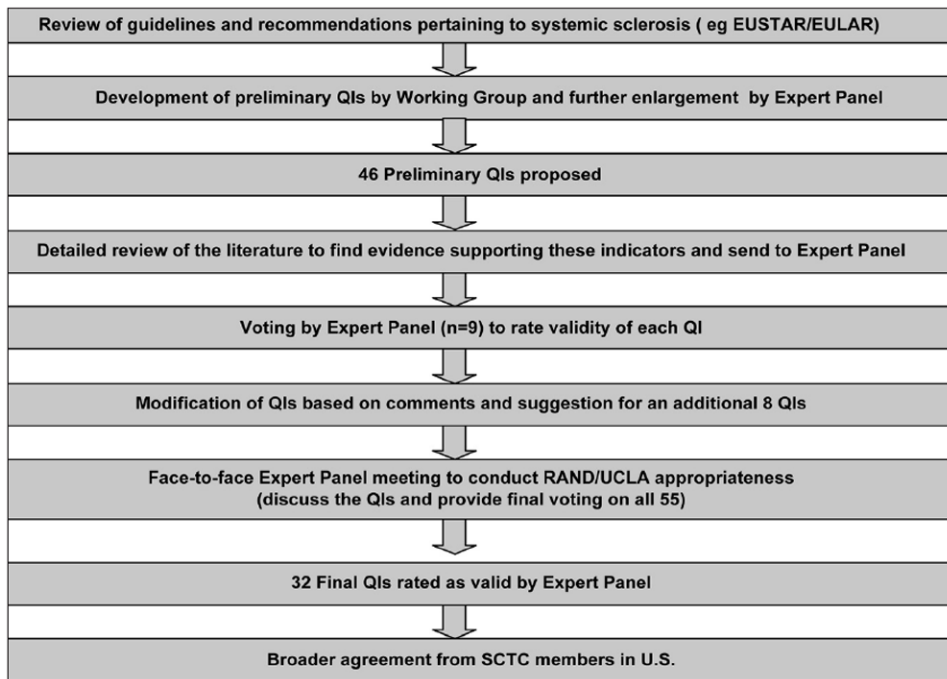 Review of guidelines and recommendations pertaining to systemic sclerosis ( eg EUSTAR/EULAR)
Development of preliminary QIs by Working Group and further enlargement by Expert Panel
46 Preliminary QIs proposed
Detailed review of the literature to find evidence supporting these indicators and send to Expert Panel
Voting by Expert Panel (n=9) to rate validity of each QI
Modification of QIs based on comments and suggestion for an additional 8 QIs
Face-to-face Expert Panel meeting to conduct RAND/UCLA appropriateness
(discuss the QIs and provide final voting on all 55)
32 Final QIs rated as valid by Expert Panel
Broader agreement from SCTC members in U.S.